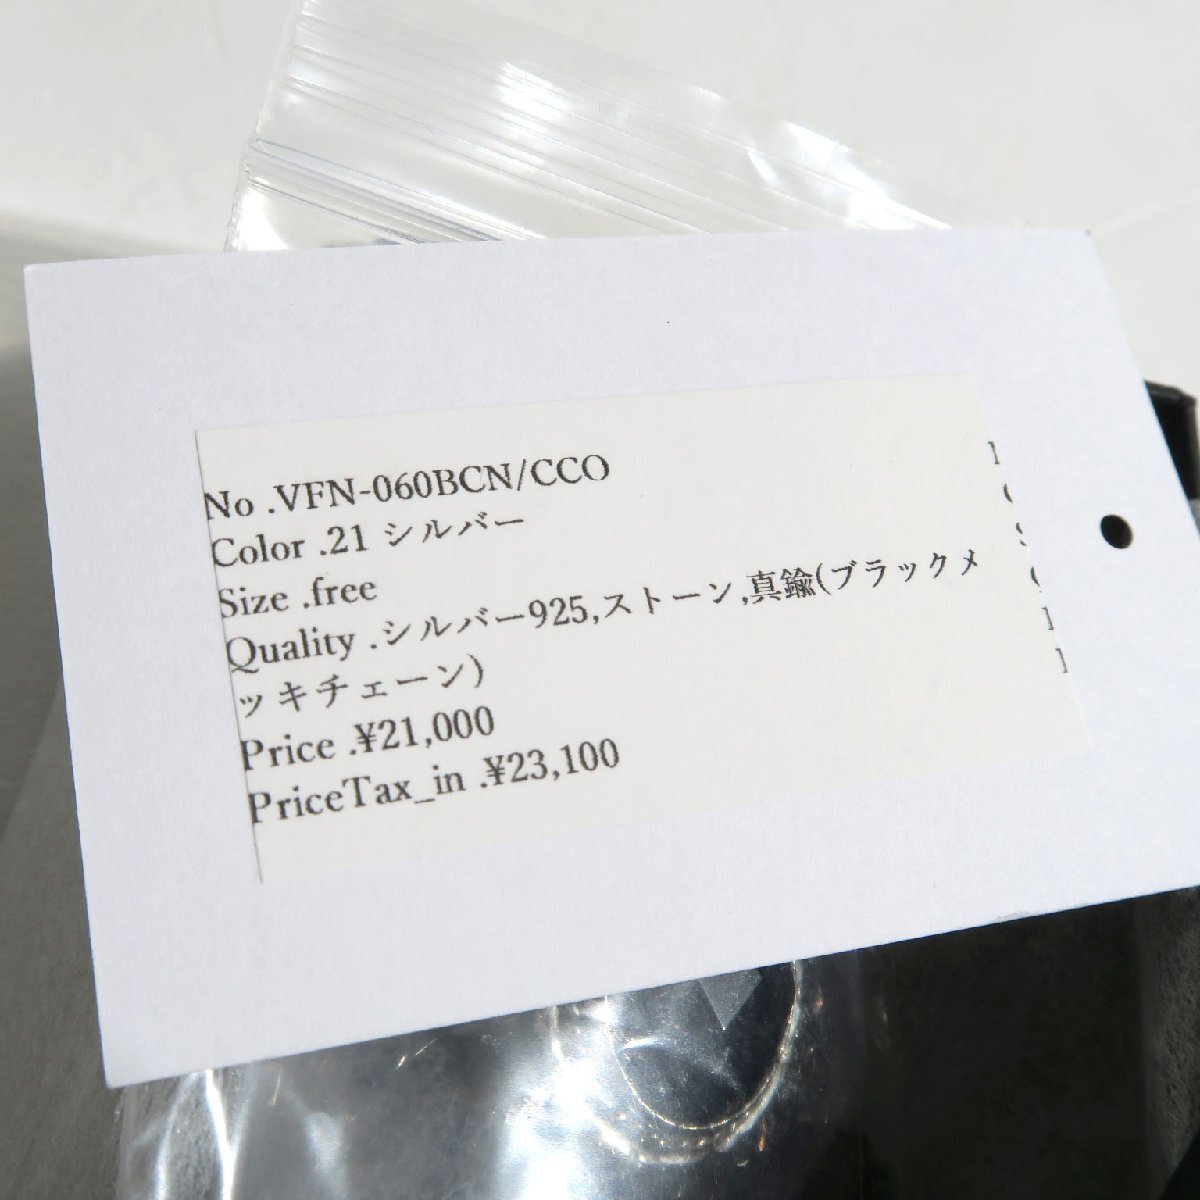 No .VFN-060BCN/CCO
Color .21 シルバー
Size .free
Quality .シルバー925,ストーン,真鍮(ブラックメ
ッキチェーン)
Price .¥21,000
PriceTax_in .¥23,100